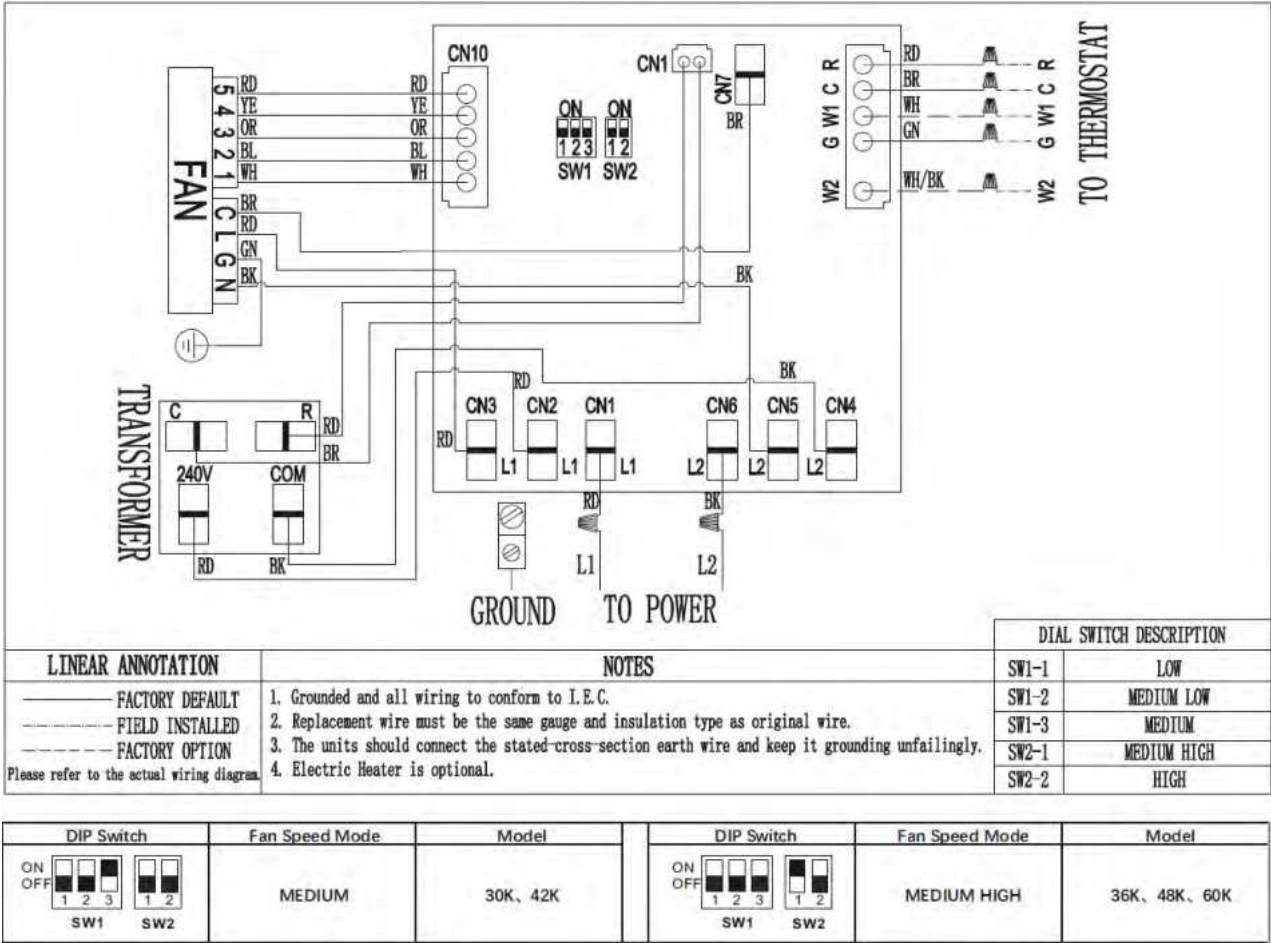 CN10
CN1
CN7
BR
ON ON
1 2 3 1 2
SW1 SW2
FAN
5 RD RD
4 YE YE
3 OR OR
2 BL BL
1 WH WH
C BR
L RD
G GN
N BK
R RD R
C BR C
W1 WH W1
G GN G
W2 WH/BK W2
TO THERMOSTAT
BK
BK
TRANSFORMER
C R
RD
BR
240V COM
RD BK
RD
RD
CN3 CN2 CN1 CN6 CN5 CN4
L1 L1 L1 L2 L2 L2
RD BK
L1 L2
GROUND TO POWER
LINEAR ANNOTATION
FACTORY DEFAULT
FIELD INSTALLED
FACTORY OPTION
Please refer to the actual wiring diagram.
NOTES
1. Grounded and all wiring to conform to I.E.C.
2. Replacement wire must be the same gauge and insulation type as original wire.
3. The units should connect the stated cross section earth wire and keep it grounding unfailingly.
4. Electric Heater is optional.
DIAL SWITCH DESCRIPTION
SW1-1 LOW
SW1-2 MEDIUM LOW
SW1-3 MEDIUM
SW2-1 MEDIUM HIGH
SW2-2 HIGH
DIP Switch Fan Speed Mode Model
ON
OFF
1 2 3 1 2
SW1 SW2
MEDIUM
30K、42K
DIP Switch Fan Speed Mode Model
ON
OFF
1 2 3 1 2
SW1 SW2
MEDIUM HIGH
36K、48K、60K